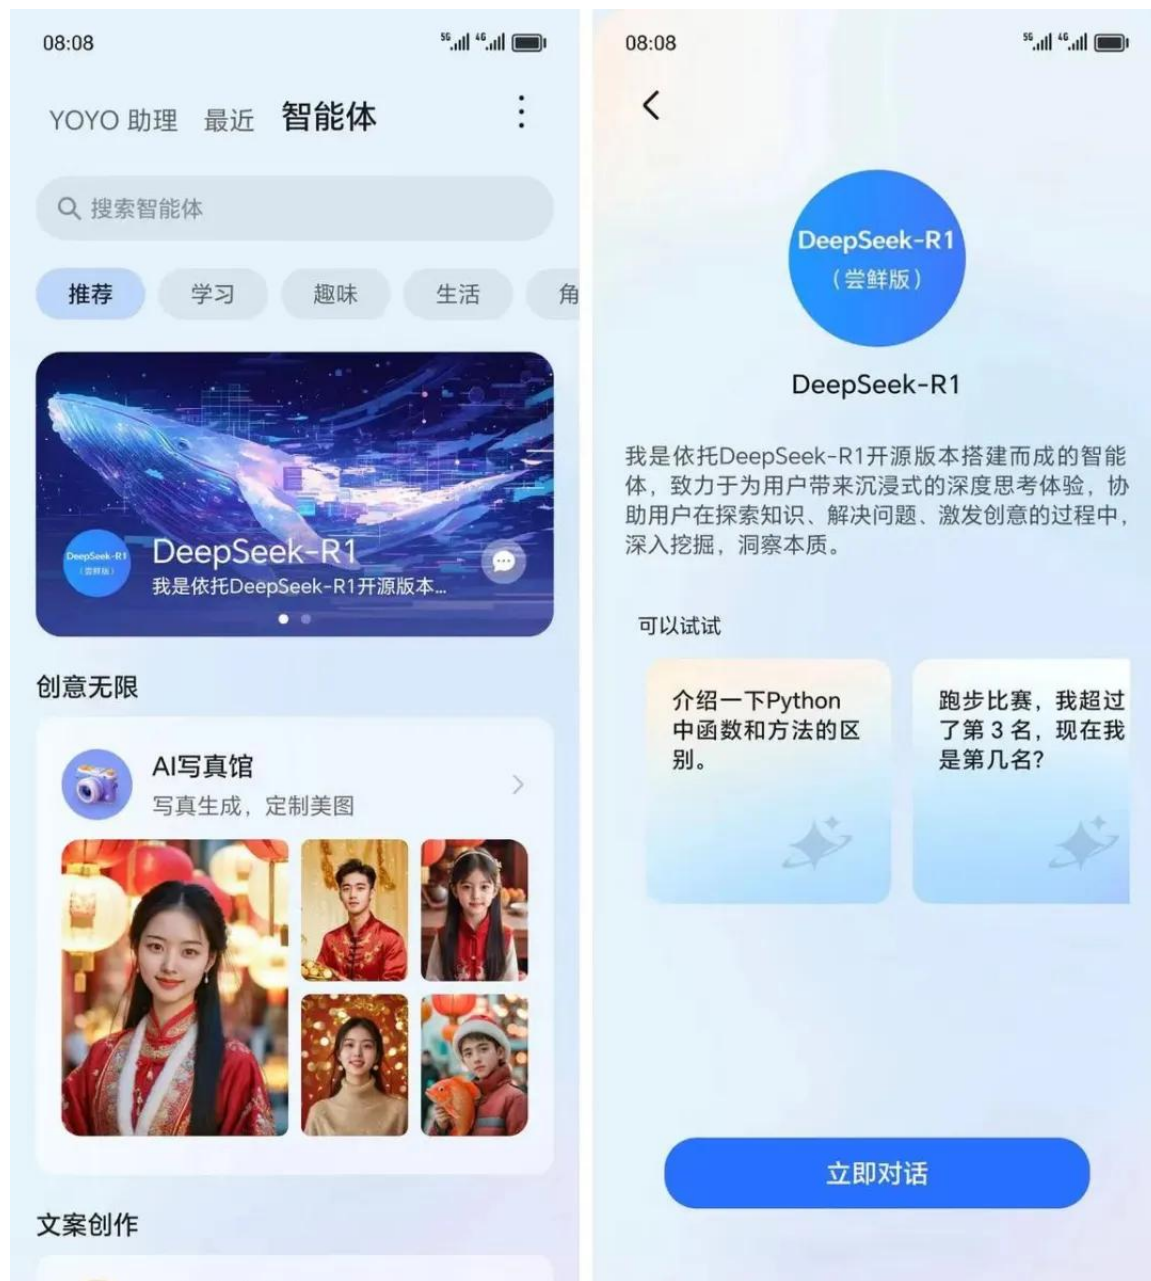 08:08
5G 4G
YOYO 助理 最近 智能体
搜索智能体
推荐 学习 趣味 生活 角
DeepSeek-R1
（尝鲜版）
DeepSeek-R1
我是依托DeepSeek-R1开源版本...
创意无限
AI写真馆
写真生成，定制美图
文案创作
08:08
5G 4G
DeepSeek-R1
（尝鲜版）
DeepSeek-R1
我是依托DeepSeek-R1开源版本搭建而成的智能
体，致力于为用户带来沉浸式的深度思考体验，协
助用户在探索知识、解决问题、激发创意的过程中，
深入挖掘，洞察本质。
可以试试
介绍一下Python
中函数和方法的区
别。
跑步比赛，我超过
了第 3 名，现在我
是第几名？
立即对话